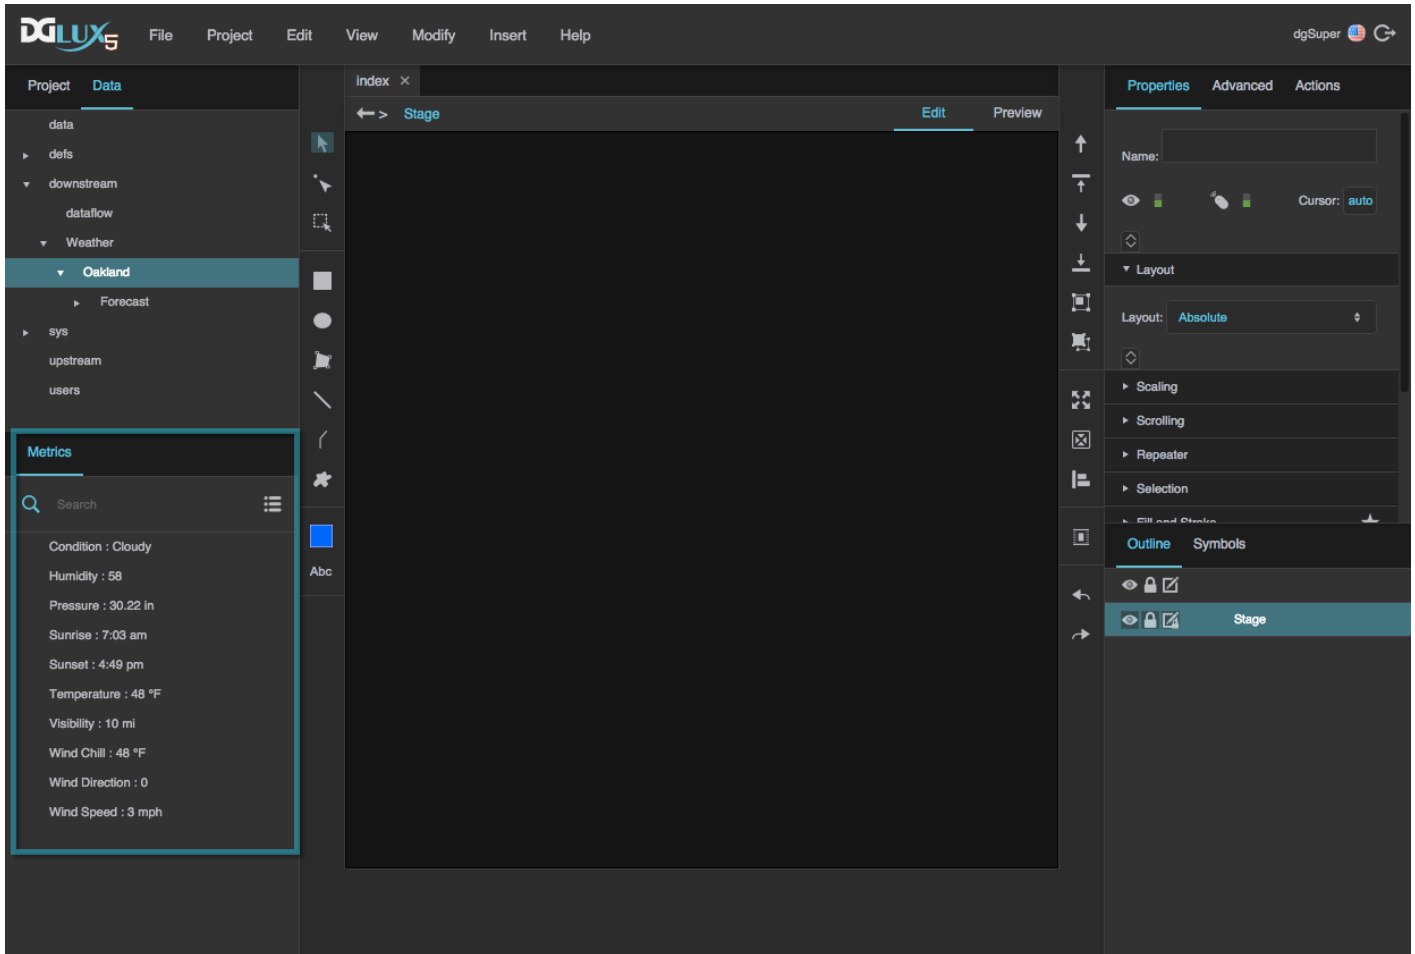 DGLUX5 File Project Edit View Modify Insert Help dgSuper
Project Data
data
defs
downstream
dataflow
Weather
Oakland
Forecast
sys
upstream
users
Metrics
Search
Condition : Cloudy
Humidity : 58
Pressure : 30.22 in
Sunrise : 7:03 am
Sunset : 4:49 pm
Temperature : 48 °F
Visibility : 10 mi
Wind Chill : 48 °F
Wind Direction : 0
Wind Speed : 3 mph
Abc
index ×
> Stage Edit Preview
Properties Advanced Actions
Name:
Cursor: auto
Layout
Layout: Absolute
Scaling
Scrolling
Repeater
Selection
Fill and Stroke
Outline Symbols
Stage